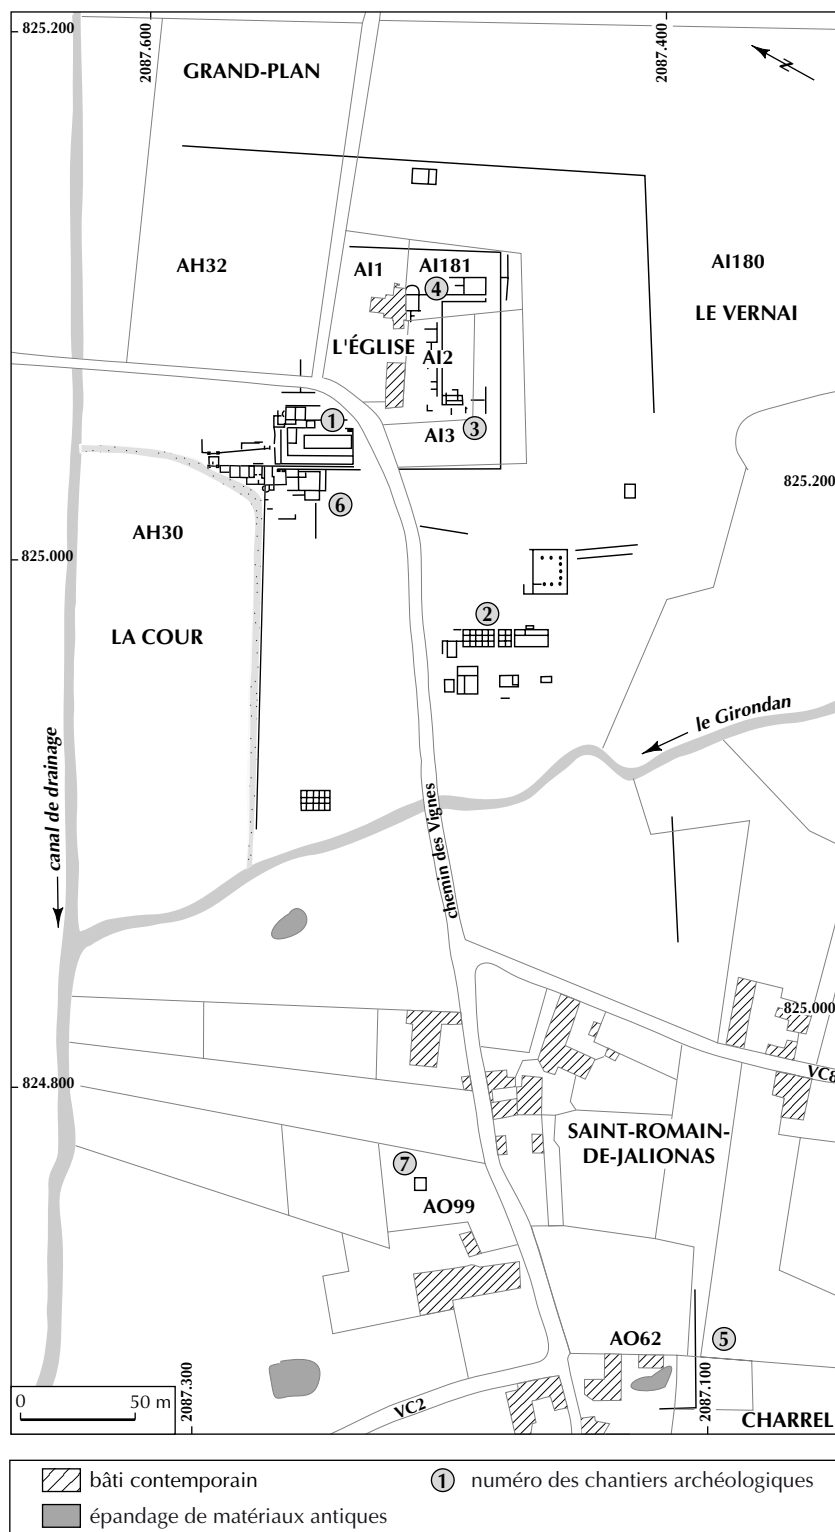 825.200
2087.600
2087.400
N
GRAND-PLAN
AH32
AI1
AI181
AI180
4
LE VERNAI
L'ÉGLISE
AI2
1
3
AI3
825.200
6
AH30
825.000
2
LA COUR
le Girondan
canal de drainage
chemin des Vignes
825.000
VC8
824.800
SAINT-ROMAIN-
DE-JALIONAS
7
AO99
AO62
5
0
50 m
2087.300
VC2
2087.100
CHARREL
bâti contemporain
1
numéro des chantiers archéologiques
épandage de matériaux antiques